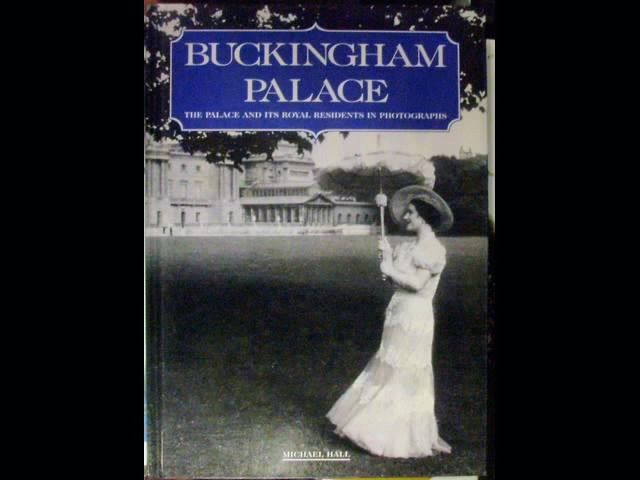 BUCKINGHAM
PALACE
THE PALACE AND ITS ROYAL RESIDENTS IN PHOTOGRAPHS
MICHAEL HALL